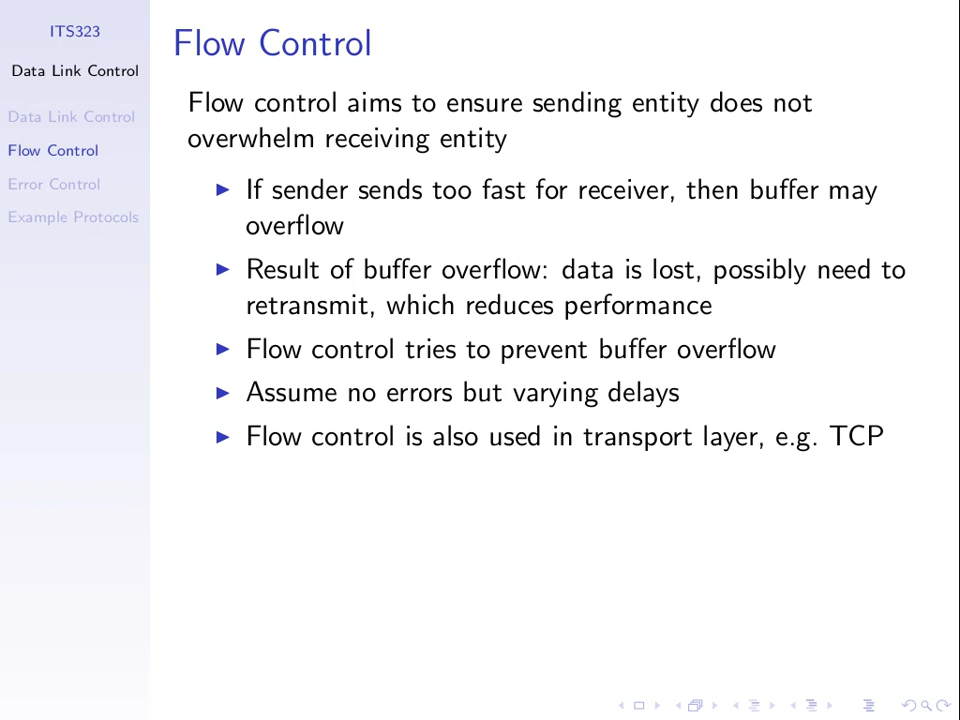 ITS323
Data Link Control
Data Link Control
Flow Control
Error Control
Example Protocols
Flow Control
Flow control aims to ensure sending entity does not
overwhelm receiving entity
If sender sends too fast for receiver, then buffer may
overflow
Result of buffer overflow: data is lost, possibly need to
retransmit, which reduces performance
Flow control tries to prevent buffer overflow
Assume no errors but varying delays
Flow control is also used in transport layer, e.g. TCP